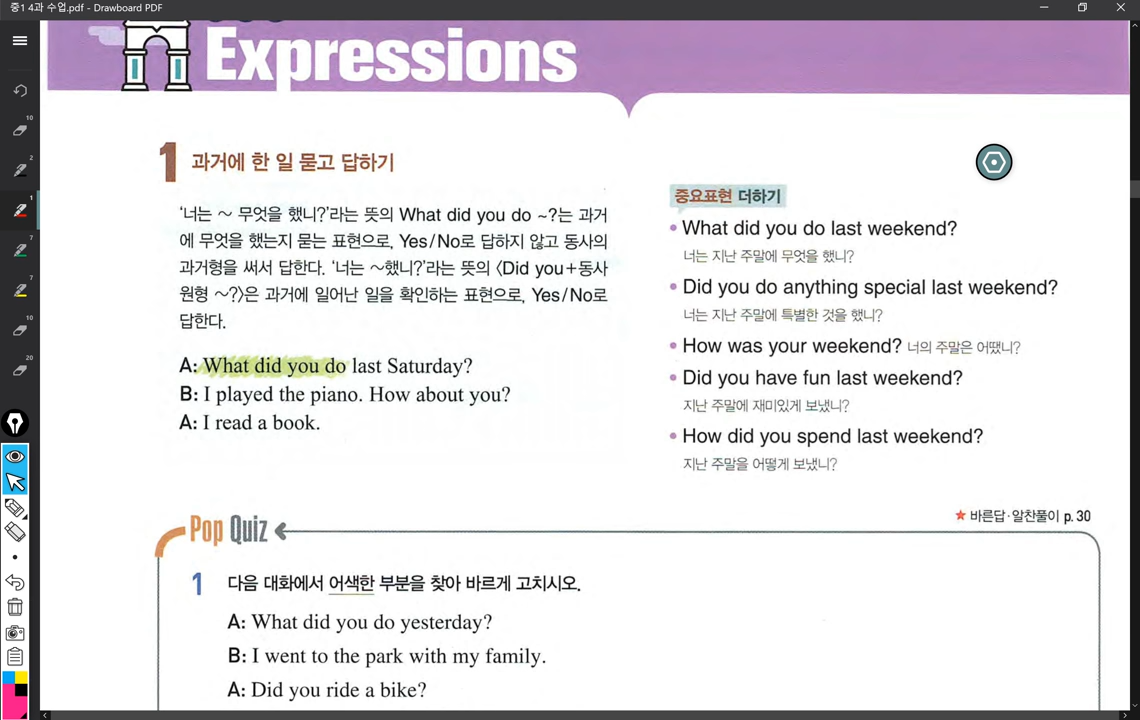 중1 4과 수업.pdf - Drawboard PDF
Expressions
1 과거에 한 일 묻고 답하기
'너는 ~ 무엇을 했니?'라는 뜻의 What did you do ~?는 과거
에 무엇을 했는지 묻는 표현으로, Yes/No로 답하지 않고 동사의
과거형을 써서 답한다. '너는 ~했니?'라는 뜻의 〈Did you+동사
원형 ~?〉은 과거에 일어난 일을 확인하는 표현으로, Yes/No로
답한다.
A: What did you do last Saturday?
B: I played the piano. How about you?
A: I read a book.
중요표현 더하기
• What did you do last weekend?
너는 지난 주말에 무엇을 했니?
• Did you do anything special last weekend?
너는 지난 주말에 특별한 것을 했니?
• How was your weekend? 너의 주말은 어땠니?
• Did you have fun last weekend?
지난 주말에 재미있게 보냈니?
• How did you spend last weekend?
지난 주말을 어떻게 보냈니?
★ 바른답·알찬풀이 p. 30
Pop Quiz
1 다음 대화에서 어색한 부분을 찾아 바르게 고치시오.
A: What did you do yesterday?
B: I went to the park with my family.
A: Did you ride a bike?
10
2
1
7
7
10
20